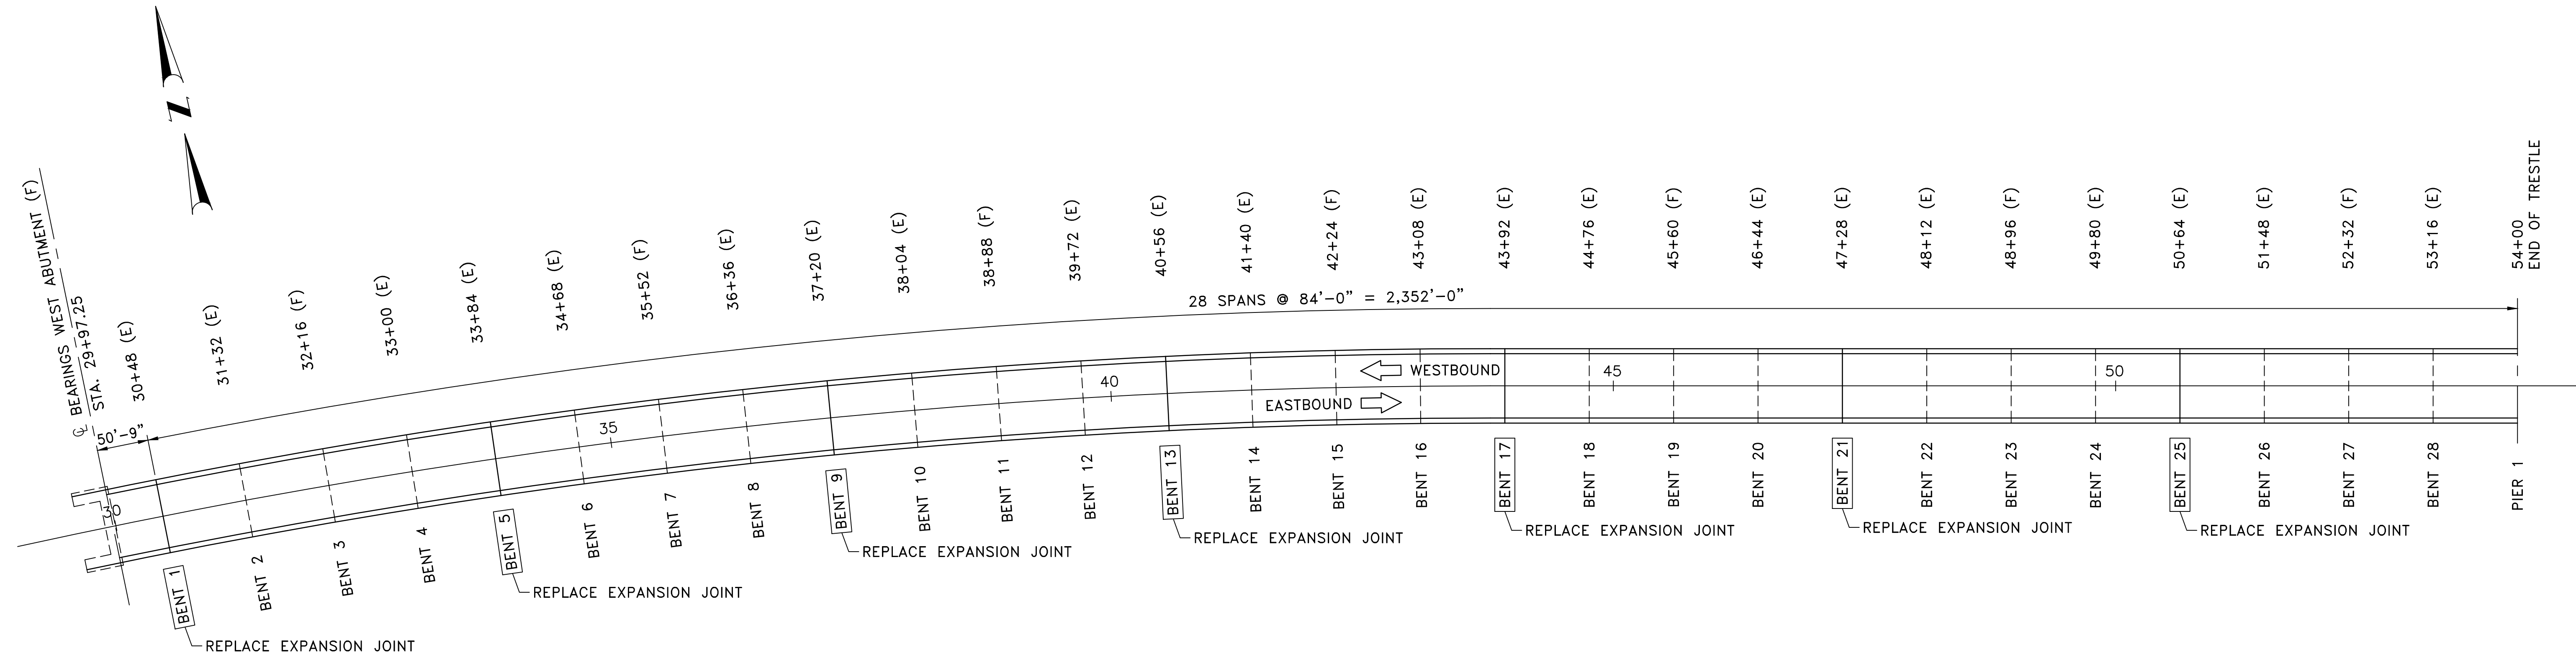 N
℄ BEARINGS WEST ABUTMENT (F)
STA. 29+97.25
30+48 (E)
31+32 (E)
32+16 (F)
33+00 (E)
33+84 (E)
34+68 (E)
35+52 (F)
36+36 (E)
37+20 (E)
38+04 (E)
38+88 (F)
39+72 (E)
40+56 (E)
41+40 (E)
42+24 (F)
43+08 (E)
43+92 (E)
44+76 (E)
45+60 (F)
46+44 (E)
47+28 (E)
48+12 (E)
48+96 (F)
49+80 (E)
50+64 (E)
51+48 (E)
52+32 (F)
53+16 (E)
54+00
END OF TRESTLE
50'-9"
28 SPANS @ 84'-0" = 2,352'-0"
WESTBOUND
EASTBOUND
30
35
40
45
50
BENT 1
BENT 2
BENT 3
BENT 4
BENT 5
BENT 6
BENT 7
BENT 8
BENT 9
BENT 10
BENT 11
BENT 12
BENT 13
BENT 14
BENT 15
BENT 16
BENT 17
BENT 18
BENT 19
BENT 20
BENT 21
BENT 22
BENT 23
BENT 24
BENT 25
BENT 26
BENT 27
BENT 28
PIER 1
REPLACE EXPANSION JOINT
REPLACE EXPANSION JOINT
REPLACE EXPANSION JOINT
REPLACE EXPANSION JOINT
REPLACE EXPANSION JOINT
REPLACE EXPANSION JOINT
REPLACE EXPANSION JOINT